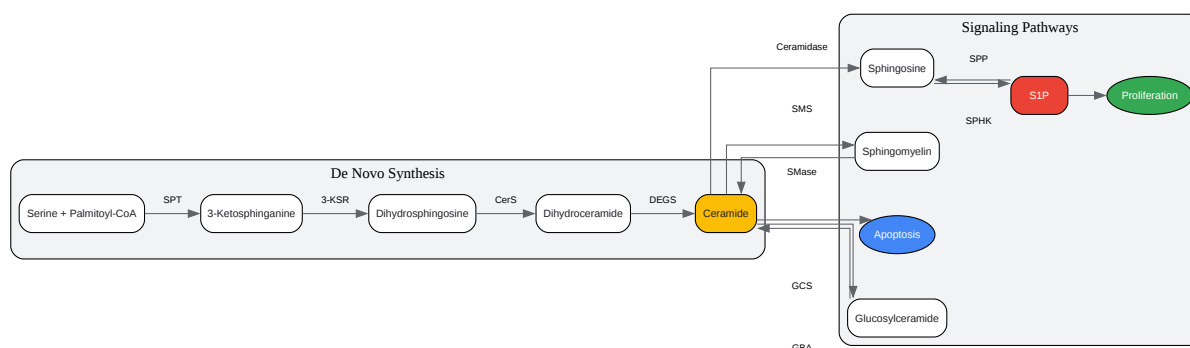 Signaling Pathways
Ceramidase
Sphingosine
SPP
S1P
Proliferation
SPHK
SMS
Sphingomyelin
SMase
De Novo Synthesis
Serine + Palmitoyl-CoA
SPT
3-Ketosphinganine
3-KSR
Dihydrosphingosine
CerS
Dihydroceramide
DEGS
Ceramide
Apoptosis
GCS
Glucosylceramide
GBA